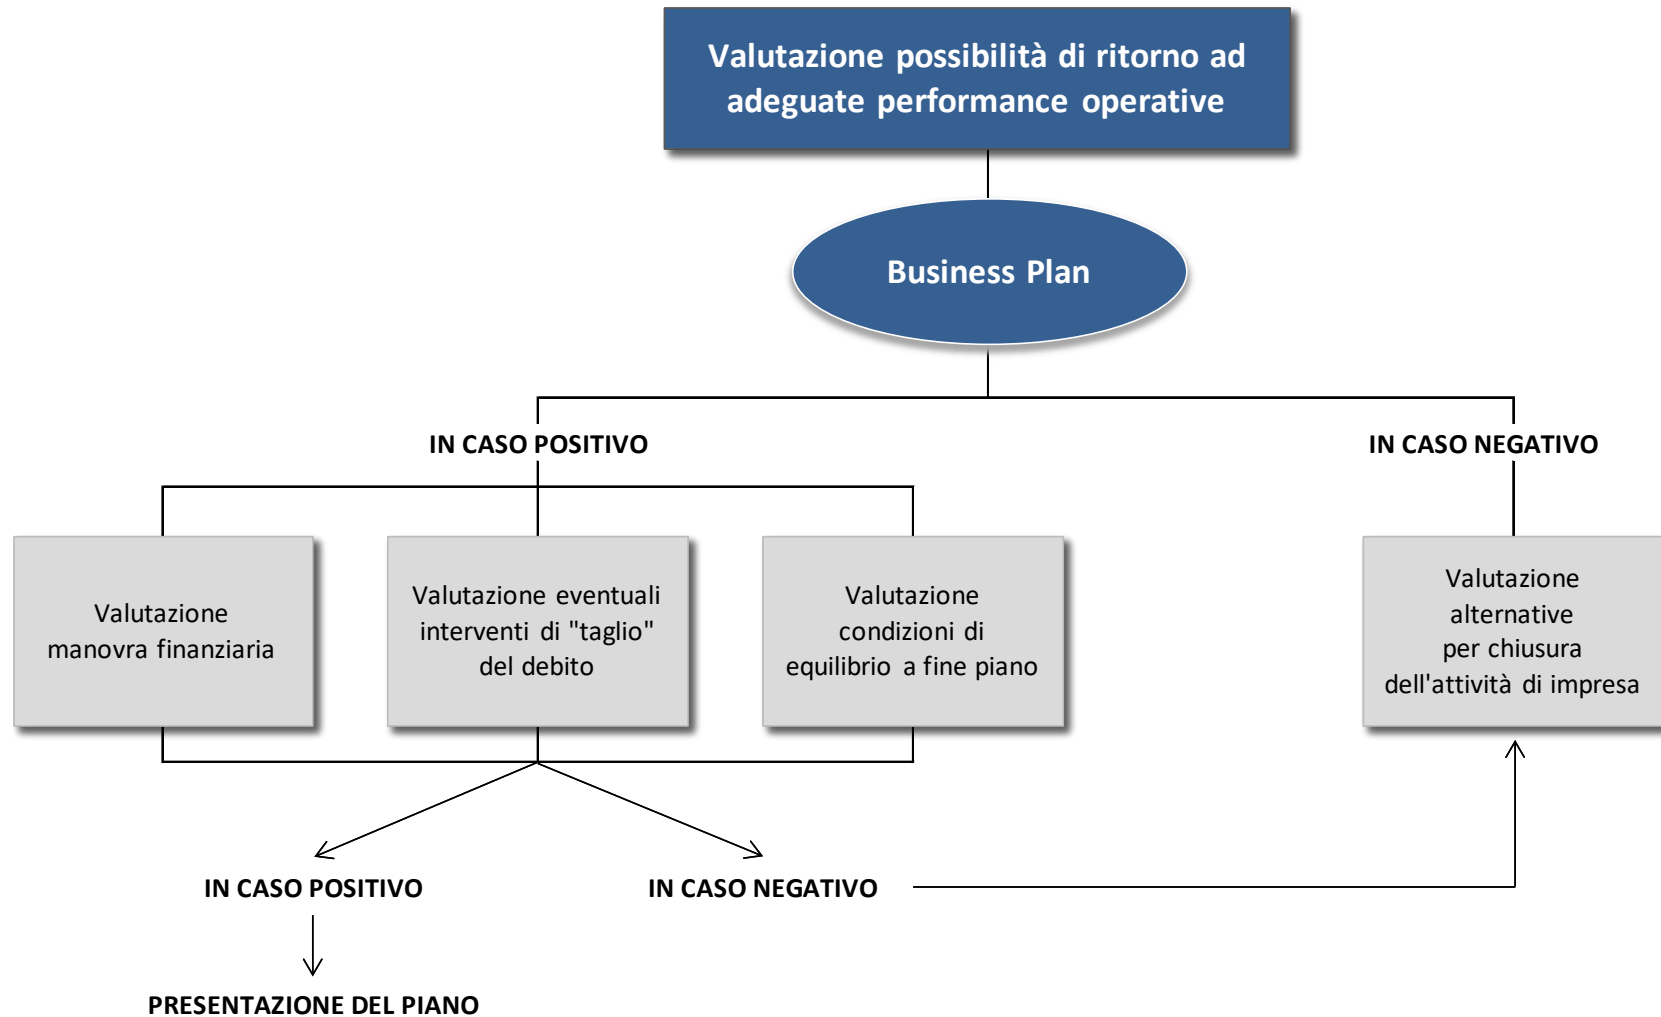 Valutazione possibilità di ritorno ad
adeguate performance operative
Business Plan
IN CASO POSITIVO
IN CASO NEGATIVO
Valutazione
manovra finanziaria
Valutazione eventuali
interventi di "taglio"
del debito
Valutazione
condizioni di
equilibrio a fine piano
Valutazione
alternative
per chiusura
dell'attività di impresa
IN CASO POSITIVO
IN CASO NEGATIVO
PRESENTAZIONE DEL PIANO